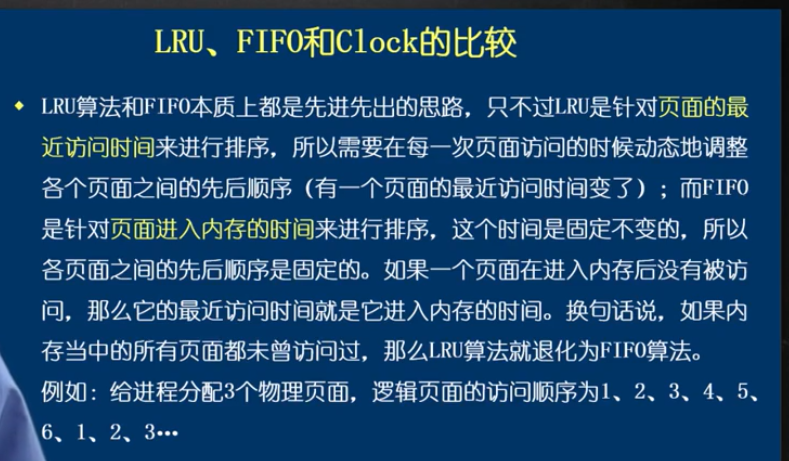 LRU、FIFO和Clock的比较
LRU算法和FIFO本质上都是先进先出的思路，只不过LRU是针对页面的最
近访问时间来进行排序，所以需要在每一次页面访问的时候动态地调整
各个页面之间的先后顺序（有一个页面的最近访问时间变了）；而FIFO
是针对页面进入内存的时间来进行排序，这个时间是固定不变的，所以
各页面之间的先后顺序是固定的。如果一个页面在进入内存后没有被访
问，那么它的最近访问时间就是它进入内存的时间。换句话说，如果内
存当中的所有页面都未曾访问过，那么LRU算法就退化为FIFO算法。
例如：给进程分配3个物理页面，逻辑页面的访问顺序为1、2、3、4、5、
6、1、2、3…